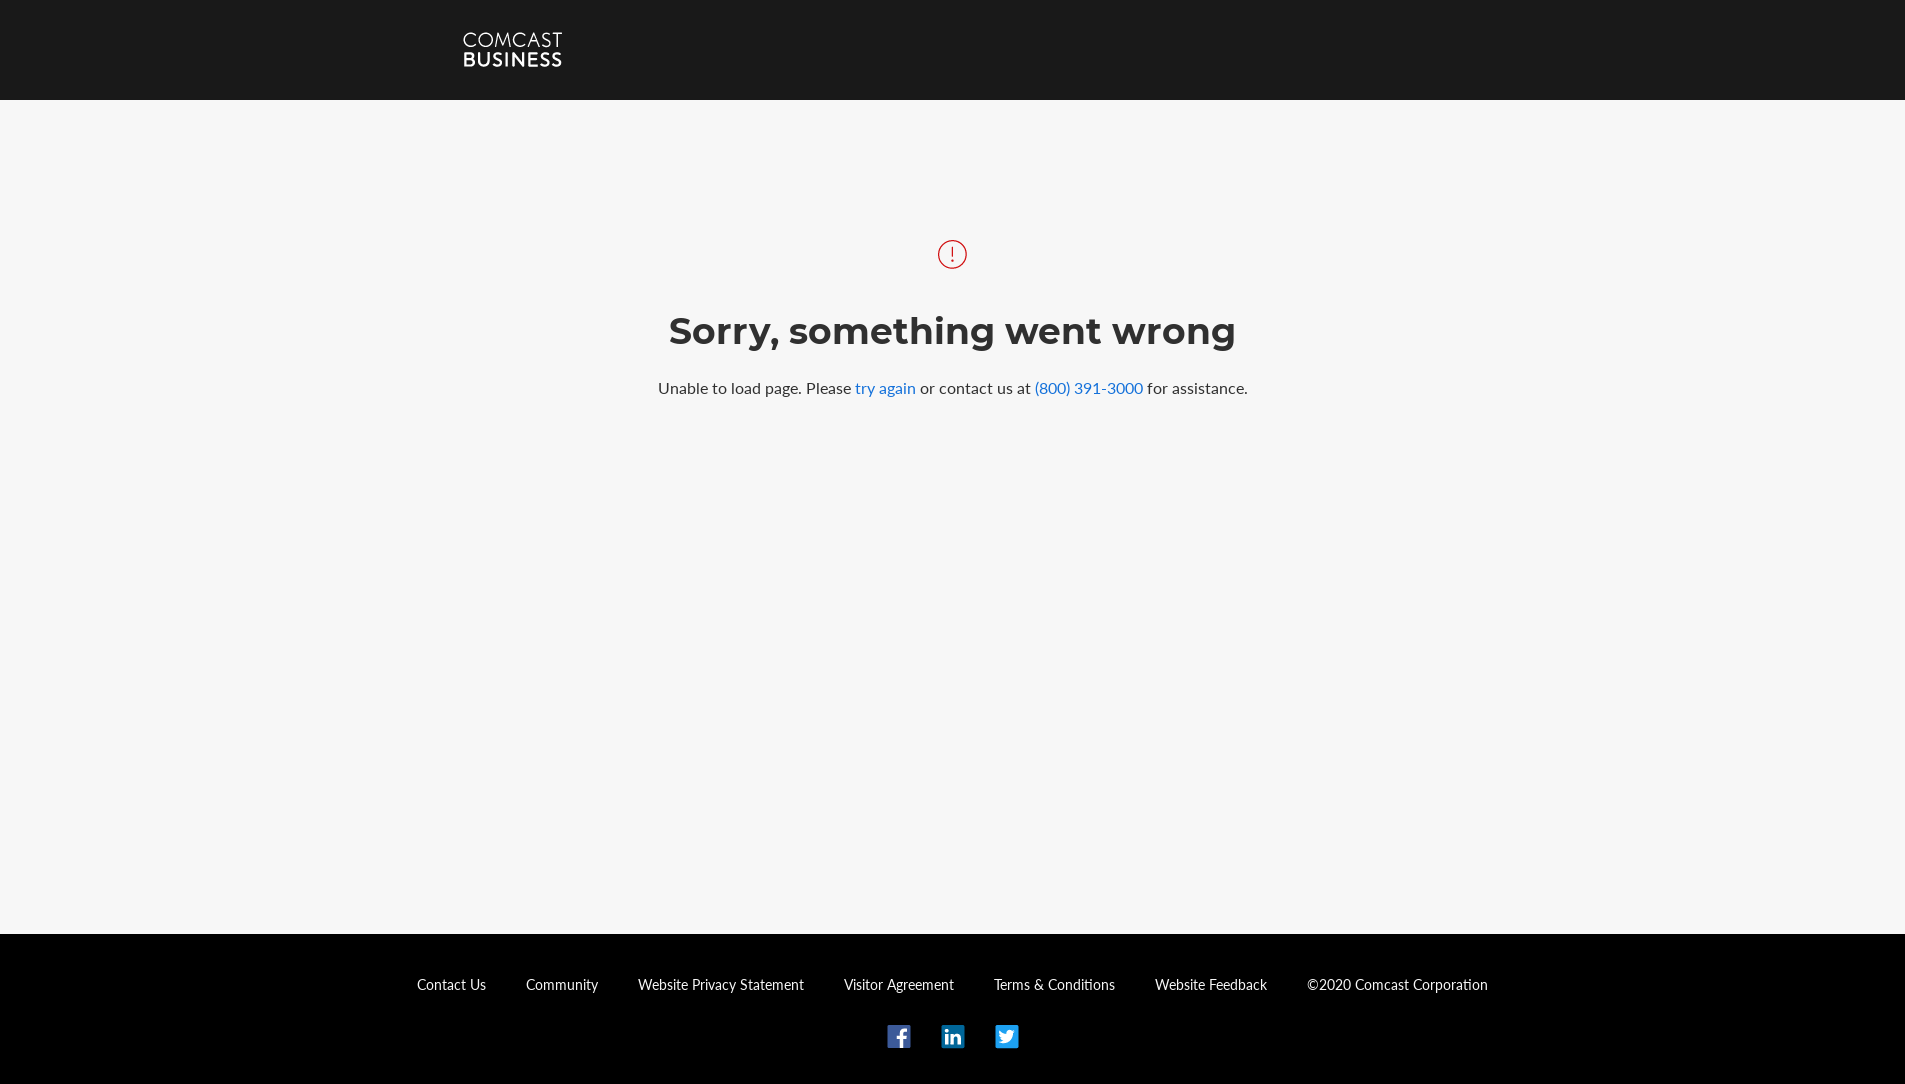 COMCAST
BUSINESS
Sorry, something went wrong
Unable to load page. Please try again or contact us at (800) 391-3000 for assistance.
Contact Us Community Website Privacy Statement Visitor Agreement Terms & Conditions Website Feedback ©2020 Comcast Corporation